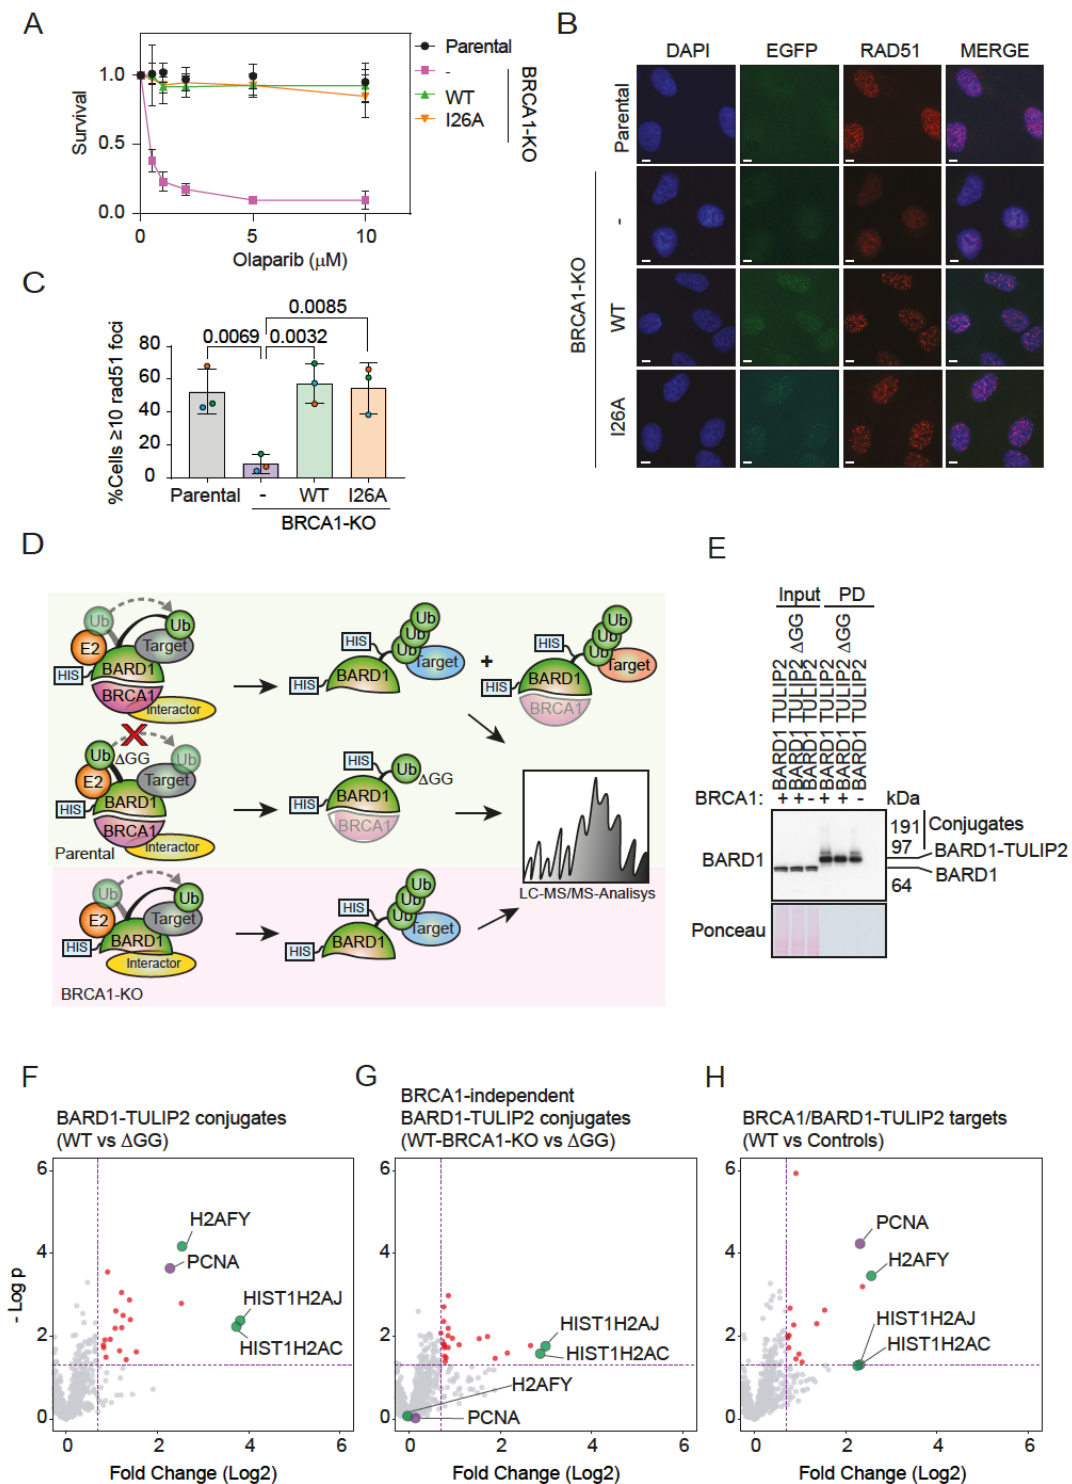 A
1.0
0.5
0.0
Survival
0
5
10
Olaparib (μM)
Parental
-
WT
I26A
BRCA1-KO
B
DAPI
EGFP
RAD51
MERGE
Parental
-
WT
I26A
BRCA1-KO
C
0.0085
0.0069
0.0032
%Cells ≥10 rad51 foci
80
60
40
20
0
Parental
-
WT
I26A
BRCA1-KO
D
Ub
Ub
E2
Target
HIS
BARD1
BRCA1
Interactor
HIS
BARD1
Ub
Ub
Ub
Target
+
HIS
BARD1
BRCA1
Ub
Ub
Ub
Target
Ub
ΔGG
Ub
E2
Target
HIS
BARD1
BRCA1
Interactor
Parental
HIS
Ub
ΔGG
BARD1
BRCA1
LC-MS/MS-Analisys
Ub
Ub
E2
Target
HIS
BARD1
Interactor
BRCA1-KO
HIS
BARD1
Ub
Ub
Ub
Target
E
Input
PD
BARD1 TULIP2
BARD1 TULIP2 ΔGG
BARD1 TULIP2
BARD1 TULIP2
BARD1 TULIP2 ΔGG
BARD1 TULIP2
BRCA1: + + - + + -
kDa
191
97
64
Conjugates
BARD1-TULIP2
BARD1
BARD1
Ponceau
F
BARD1-TULIP2 conjugates
(WT vs ΔGG)
6
4
2
0
- Log p
H2AFY
PCNA
HIST1H2AJ
HIST1H2AC
0
2
4
6
Fold Change (Log2)
G
BRCA1-independent
BARD1-TULIP2 conjugates
(WT-BRCA1-KO vs ΔGG)
6
4
2
0
HIST1H2AJ
HIST1H2AC
H2AFY
PCNA
0
2
4
6
Fold Change (Log2)
H
BRCA1/BARD1-TULIP2 targets
(WT vs Controls)
6
4
2
0
PCNA
H2AFY
HIST1H2AJ
HIST1H2AC
0
2
4
6
Fold Change (Log2)